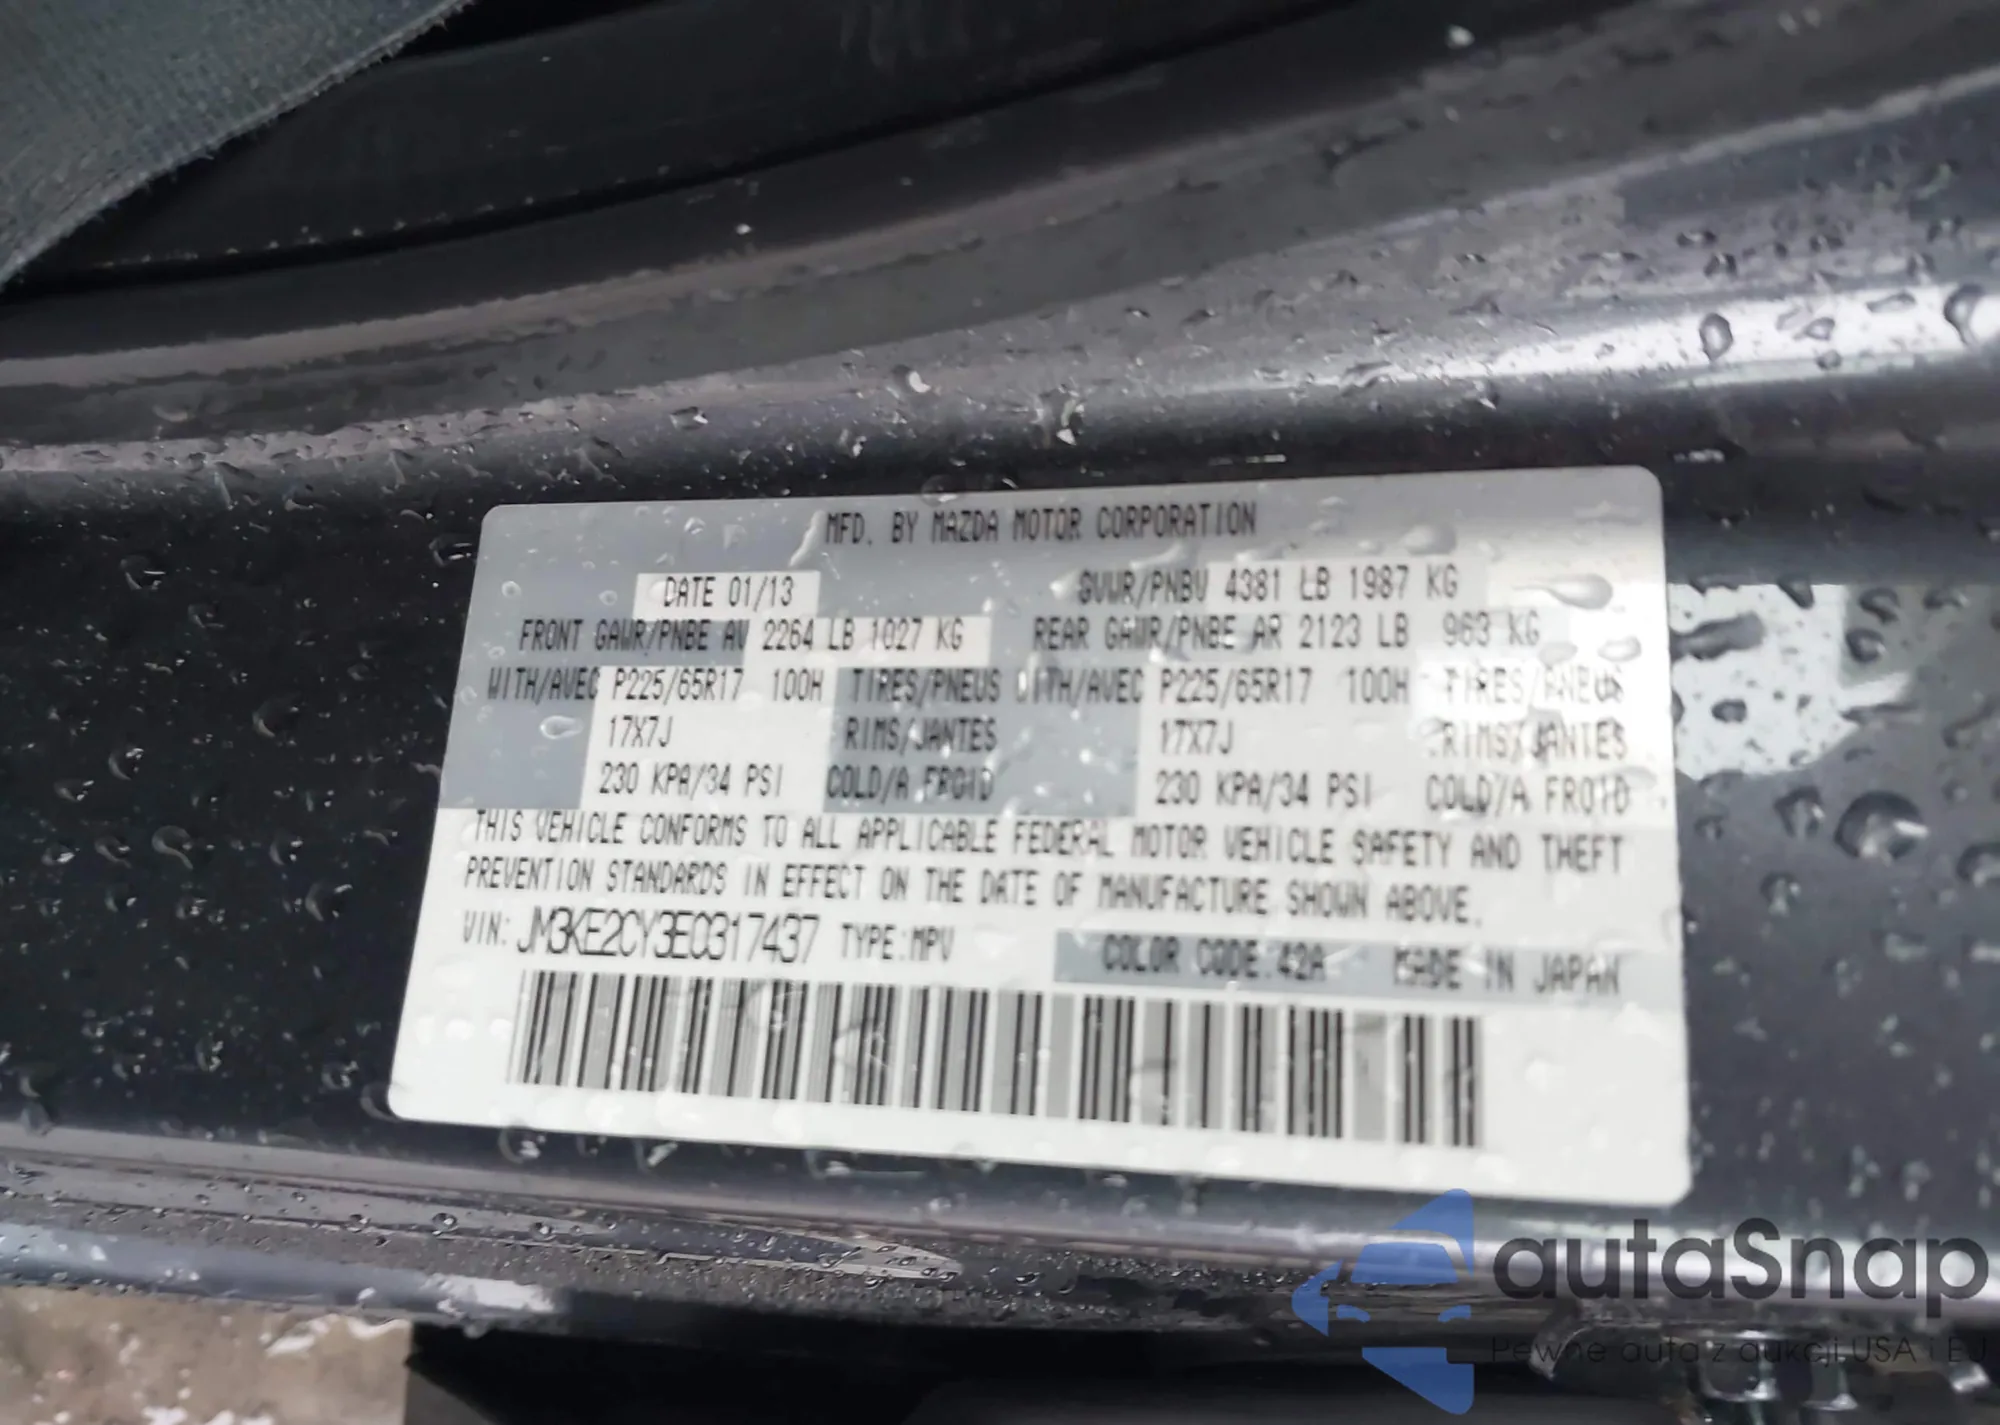 MFD. BY MAZDA MOTOR CORPORATION
DATE 01/13 GVWR/PNBV 4381 LB 1987 KG
FRONT GAWR/PNBE AV 2264 LB 1027 KG REAR GAWR/PNBE AR 2123 LB 963 KG
WITH/AVEC P225/65R17 100H TIRES/PNEUS WITH/AVEC P225/65R17 100H TIRES/PNEUS
17X7J RIMS/JANTES 17X7J RIMS/JANTES
230 KPA/34 PSI COLD/A FROID 230 KPA/34 PSI COLD/A FROID
THIS VEHICLE CONFORMS TO ALL APPLICABLE FEDERAL MOTOR VEHICLE SAFETY AND THEFT
PREVENTION STANDARDS IN EFFECT ON THE DATE OF MANUFACTURE SHOWN ABOVE.
VIN: JM3KE2CY3E0317437 TYPE:MPV COLOR CODE:42A MADE IN JAPAN
autaSnap
Pewne auta z aukcji USA i EU